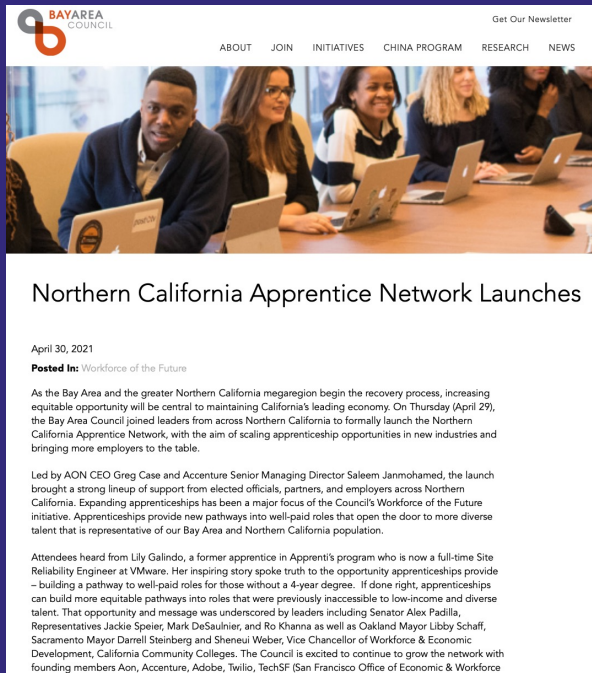 BAYAREA
COUNCIL
Get Our Newsletter
ABOUT JOIN INITIATIVES CHINA PROGRAM RESEARCH NEWS
Northern California Apprentice Network Launches
April 30, 2021
Posted In: Workforce of the Future
As the Bay Area and the greater Northern California megaregion begin the recovery process, increasing
equitable opportunity will be central to maintaining California's leading economy. On Thursday (April 29),
the Bay Area Council joined leaders from across Northern California to formally launch the Northern
California Apprentice Network, with the aim of scaling apprenticeship opportunities in new industries and
bringing more employers to the table.
Led by AON CEO Greg Case and Accenture Senior Managing Director Saleem Janmohamed, the launch
brought a strong lineup of support from elected officials, partners, and employers across Northern
California. Expanding apprenticeships has been a major focus of the Council's Workforce of the Future
initiative. Apprenticeships provide new pathways into well-paid roles that open the door to more diverse
talent that is representative of our Bay Area and Northern California population.
Attendees heard from Lily Galindo, a former apprentice in Apprenti's program who is now a full-time Site
Reliability Engineer at VMware. Her inspiring story spoke truth to the opportunity apprenticeships provide
– building a pathway to well-paid roles for those without a 4-year degree. If done right, apprenticeships
can build more equitable pathways into roles that were previously inaccessible to low-income and diverse
talent. That opportunity and message was underscored by leaders including Senator Alex Padilla,
Representatives Jackie Speier, Mark DeSaulnier, and Ro Khanna as well as Oakland Mayor Libby Schaff,
Sacramento Mayor Darrell Steinberg and Sheneui Weber, Vice Chancellor of Workforce & Economic
Development, California Community Colleges. The Council is excited to continue to grow the network with
founding members Aon, Accenture, Adobe, Twilio, TechSF (San Francisco Office of Economic & Workforce